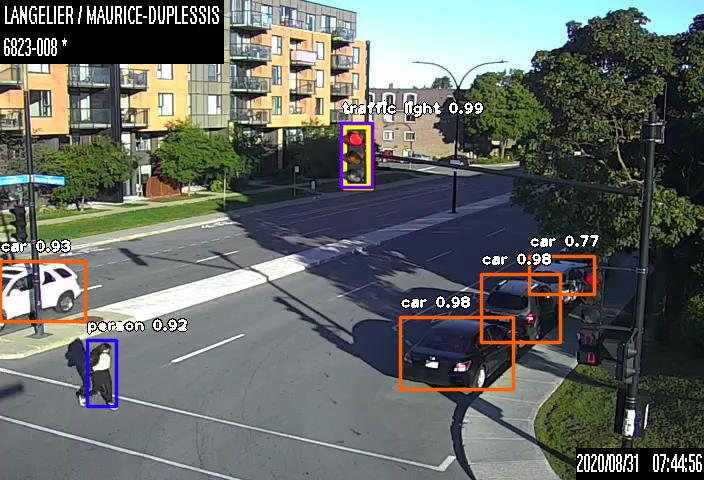 LANGELIER / MAURICE-DUPLESSIS
6823-008 *
traffic light 0.99
car 0.77
car 0.93
car 0.98
car 0.98
person 0.92
2020/08/31 07:44:56